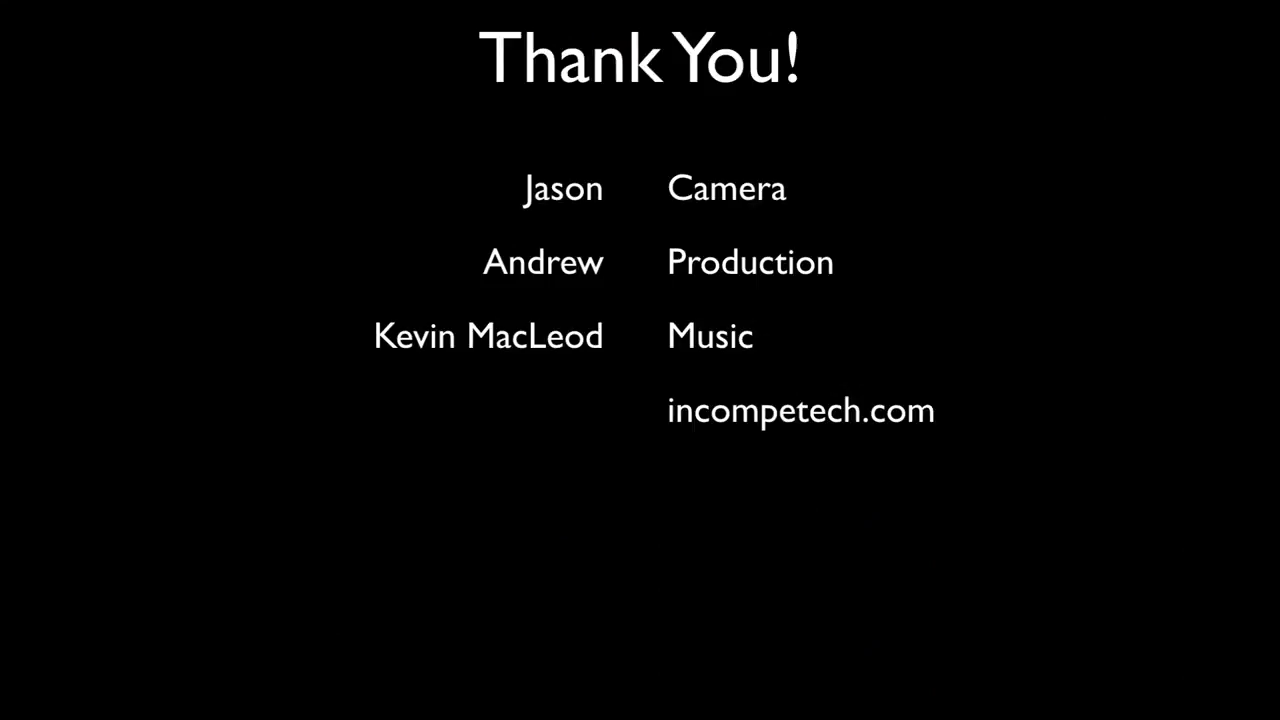 Thank You!
Jason Camera
Andrew Production
Kevin MacLeod Music
incompetech.com